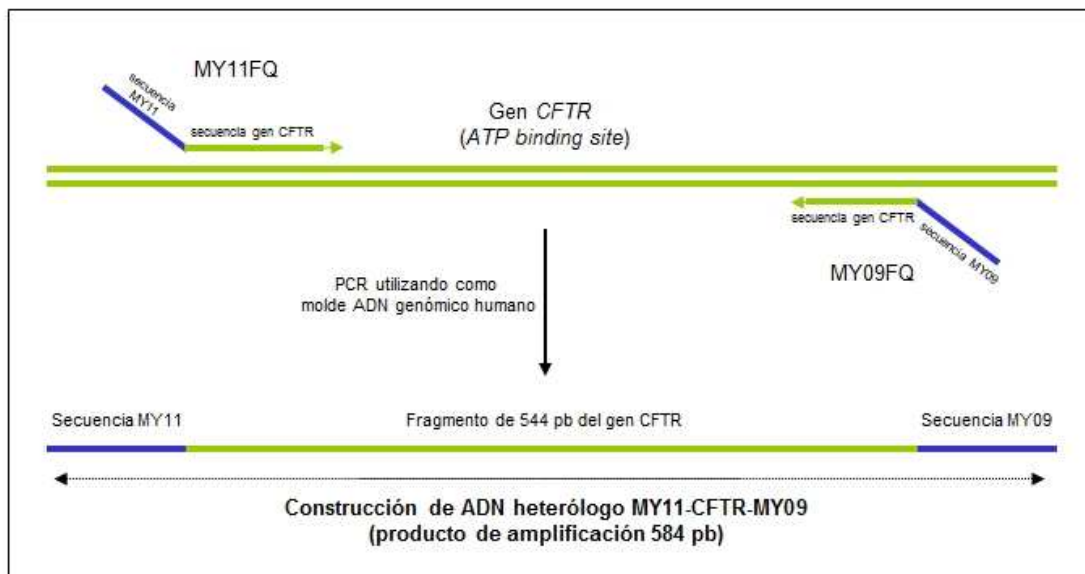 MY11FQ
secuencia
MY11
secuencia gen CFTR
Gen CFTR
(ATP binding site)
secuencia gen CFTR
secuencia MY09
MY09FQ
PCR utilizando como
molde ADN genómico humano
Secuencia MY11
Fragmento de 544 pb del gen CFTR
Secuencia MY09
Construcción de ADN heterólogo MY11-CFTR-MY09
(producto de amplificación 584 pb)